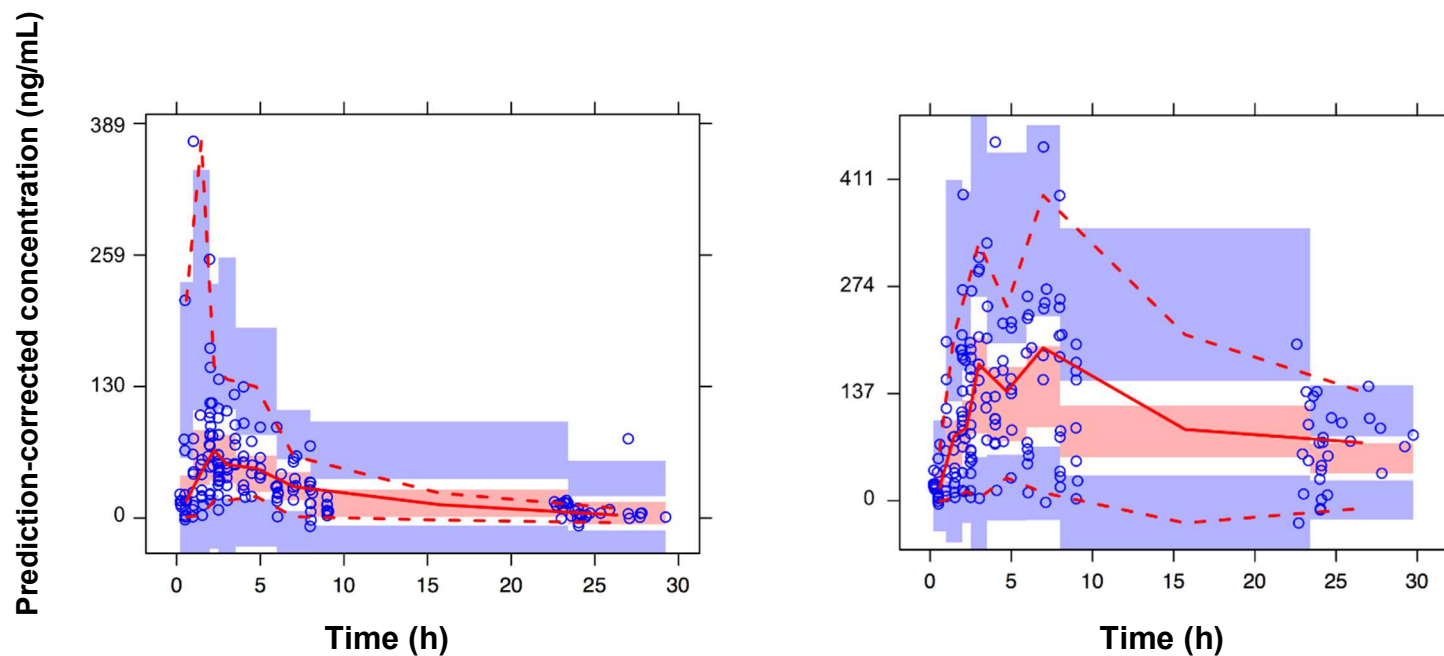 Prediction-corrected concentration (ng/mL)
389
259
130
0
0 5 10 15 20 25 30
Time (h)
411
274
137
0
0 5 10 15 20 25 30
Time (h)